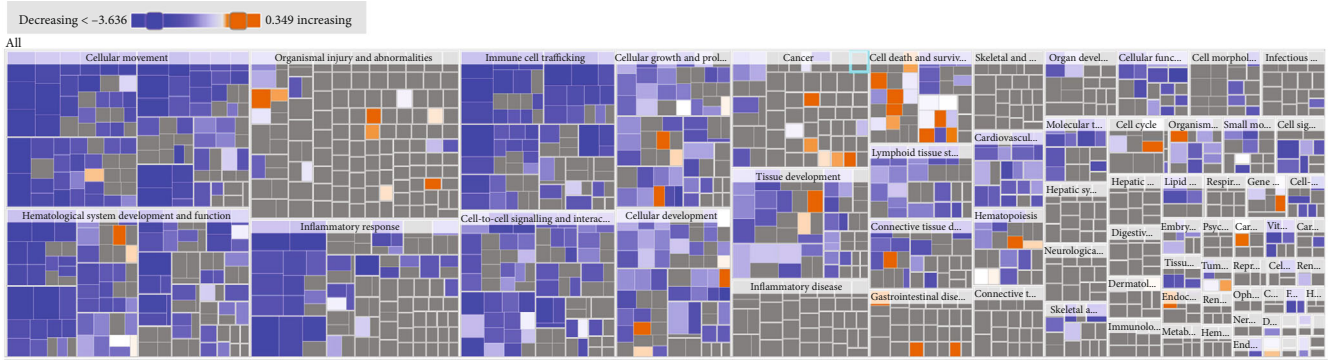 Decreasing < –3.636 0.349 increasing
All
Cellular movement
Organismal injury and abnormalities
Immune cell trafficking
Cellular growth and prol...
Cancer
Cell death and surviv...
Skeletal and ...
Organ devel...
Cellular func...
Cell morphol...
Infectious ...
Molecular t...
Cell cycle
Organism...
Small mo...
Cell sig...
Cardiovascul...
Lymphoid tissue st...
Tissue development
Hepatic sy...
Hepatic ...
Lipid ...
Respir...
Gene ...
Cell-...
Hematological system development and function
Inflammatory response
Cell-to-cell signalling and interac...
Cellular development
Connective tissue d...
Hematopoiesis
Neurologica...
Digestiv...
Embry...
Psyc...
Car...
Vit...
Car...
Tissu...
Tum...
Repr...
Cel...
Ren...
Inflammatory disease
Gastrointestinal dise...
Connective t...
Skeletal a...
Dermatol...
Endoc...
Ren...
Oph...
C...
E...
H...
Immunolo...
Metab...
Hem...
Ner...
D...
End...